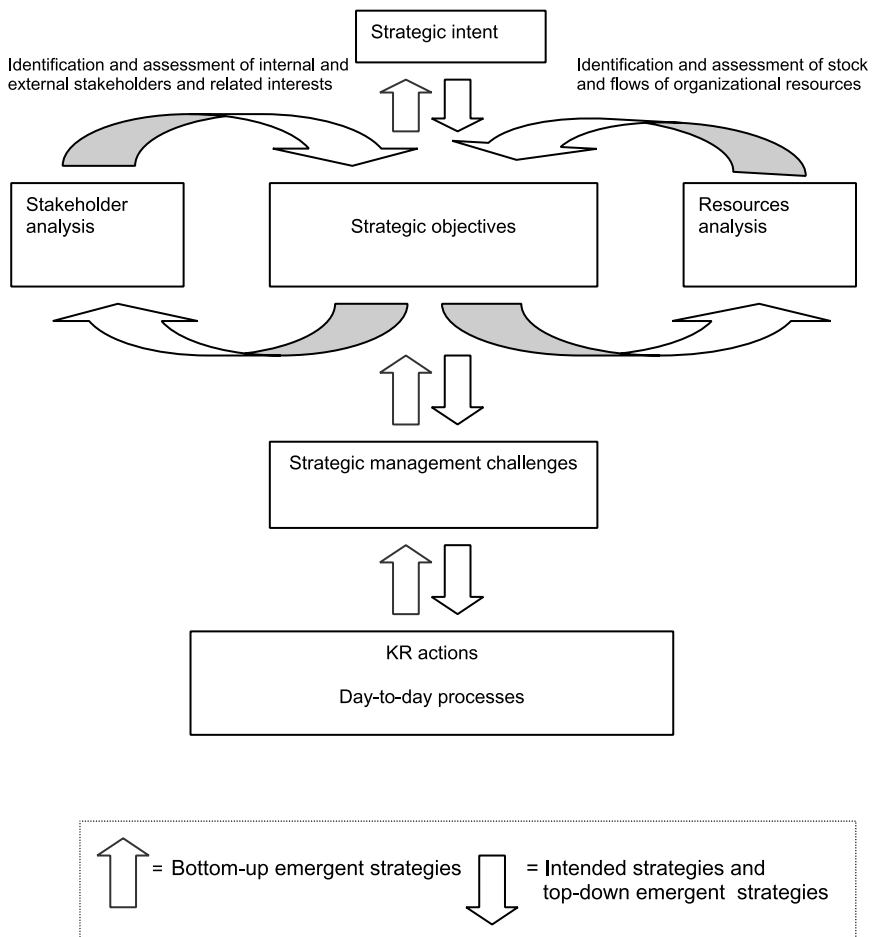 Strategic intent
Identification and assessment of internal and
external stakeholders and related interests
Identification and assessment of stock
and flows of organizational resources
Stakeholder
analysis
Strategic objectives
Resources
analysis
Strategic management challenges
KR actions
Day-to-day processes
= Bottom-up emergent strategies
= Intended strategies and
top-down emergent strategies